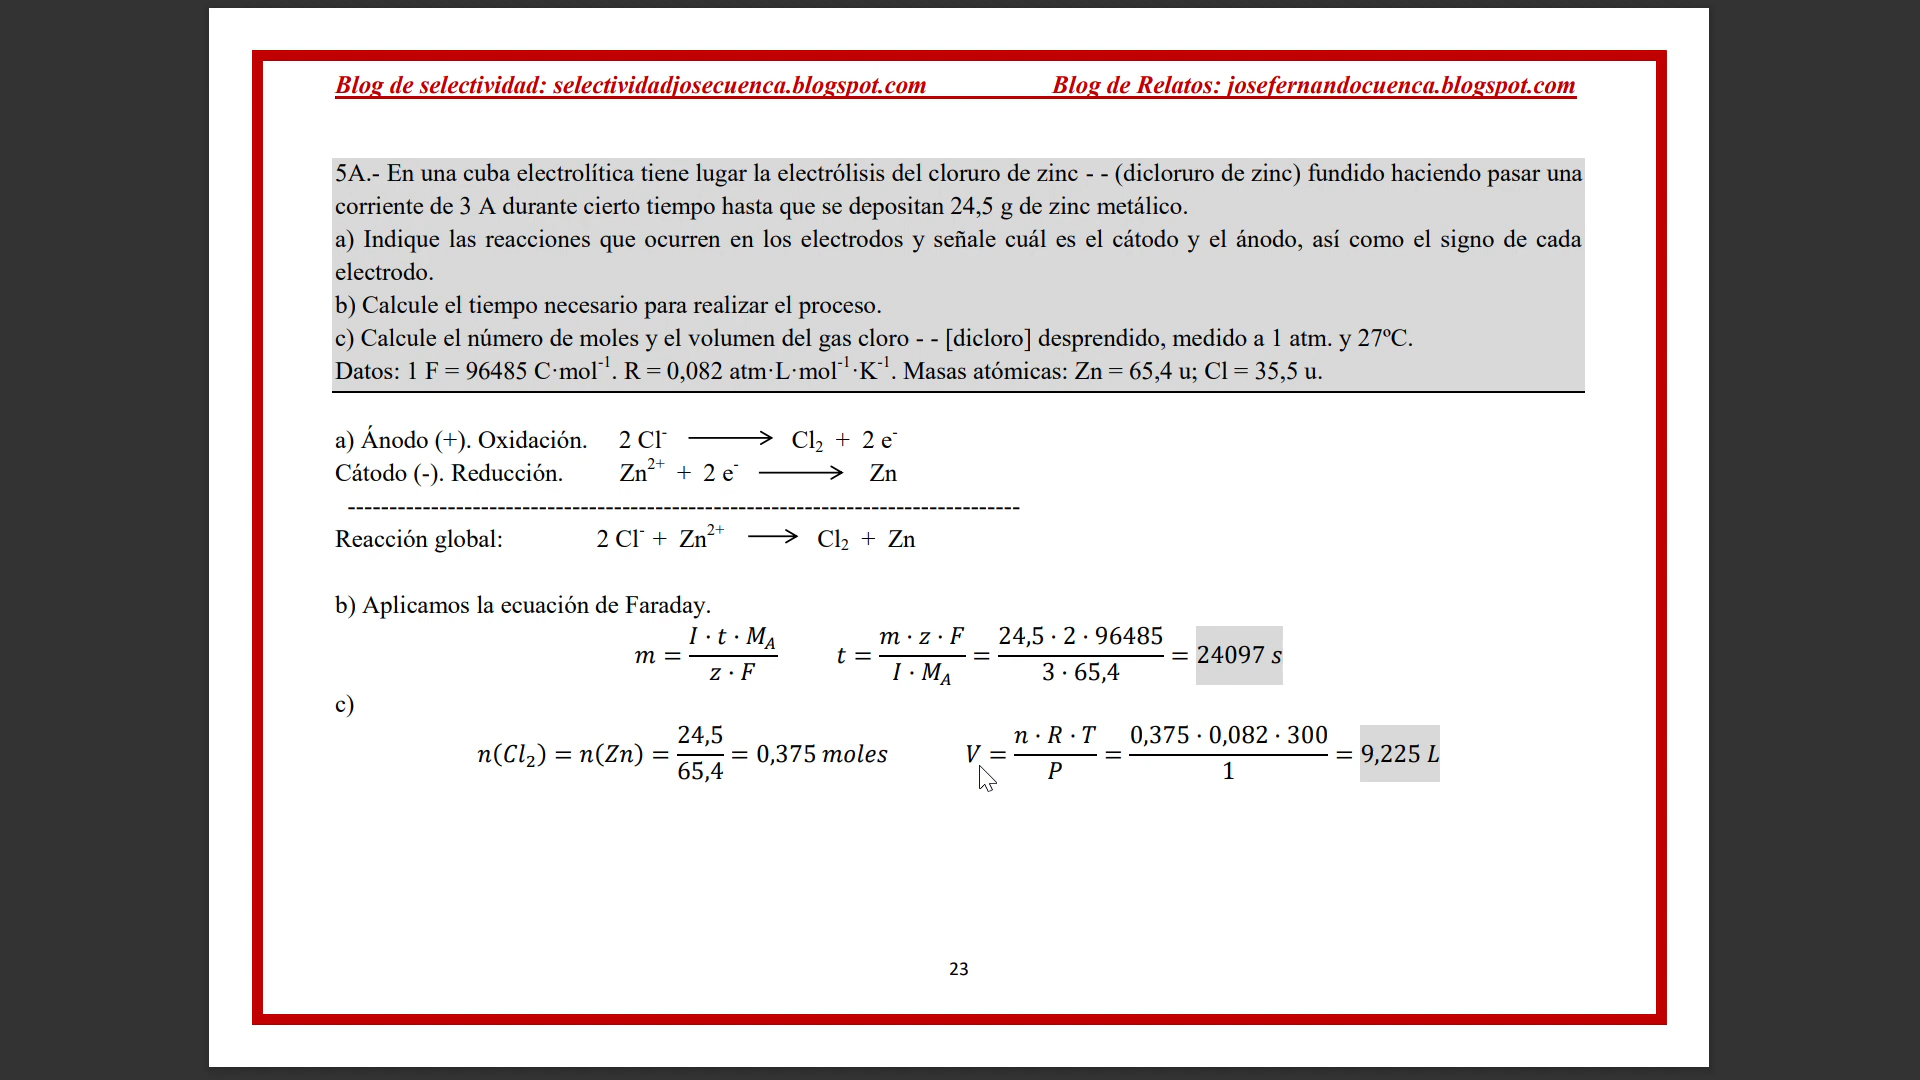 Blog de selectividad: selectividadjosecuenca.blogspot.com Blog de Relatos: josefernandocuenca.blogspot.com
5A.- En una cuba electrolítica tiene lugar la electrólisis del cloruro de zinc - - (dicloruro de zinc) fundido haciendo pasar una
corriente de 3 A durante cierto tiempo hasta que se depositan 24,5 g de zinc metálico.
a) Indique las reacciones que ocurren en los electrodos y señale cuál es el cátodo y el ánodo, así como el signo de cada
electrodo.
b) Calcule el tiempo necesario para realizar el proceso.
c) Calcule el número de moles y el volumen del gas cloro - - [dicloro] desprendido, medido a 1 atm. y 27ºC.
Datos: 1 F = 96485 C·mol⁻¹. R = 0,082 atm·L·mol⁻¹·K⁻¹. Masas atómicas: Zn = 65,4 u; Cl = 35,5 u.
a) Ánodo (+). Oxidación. 2 Cl⁻ ⟶ Cl₂ + 2 e⁻
Cátodo (-). Reducción. Zn²⁺ + 2 e⁻ ⟶ Zn
--------------------------------------------------------------------------------
Reacción global: 2 Cl⁻ + Zn²⁺ ⟶ Cl₂ + Zn
b) Aplicamos la ecuación de Faraday.
m = (I · t · M_A)/(z · F) t = (m · z · F)/(I · M_A) = (24,5 · 2 · 96485)/(3 · 65,4) = 24097 s
c)
n(Cl₂) = n(Zn) = 24,5/65,4 = 0,375 moles V = (n · R · T)/P = (0,375 · 0,082 · 300)/1 = 9,225 L
23